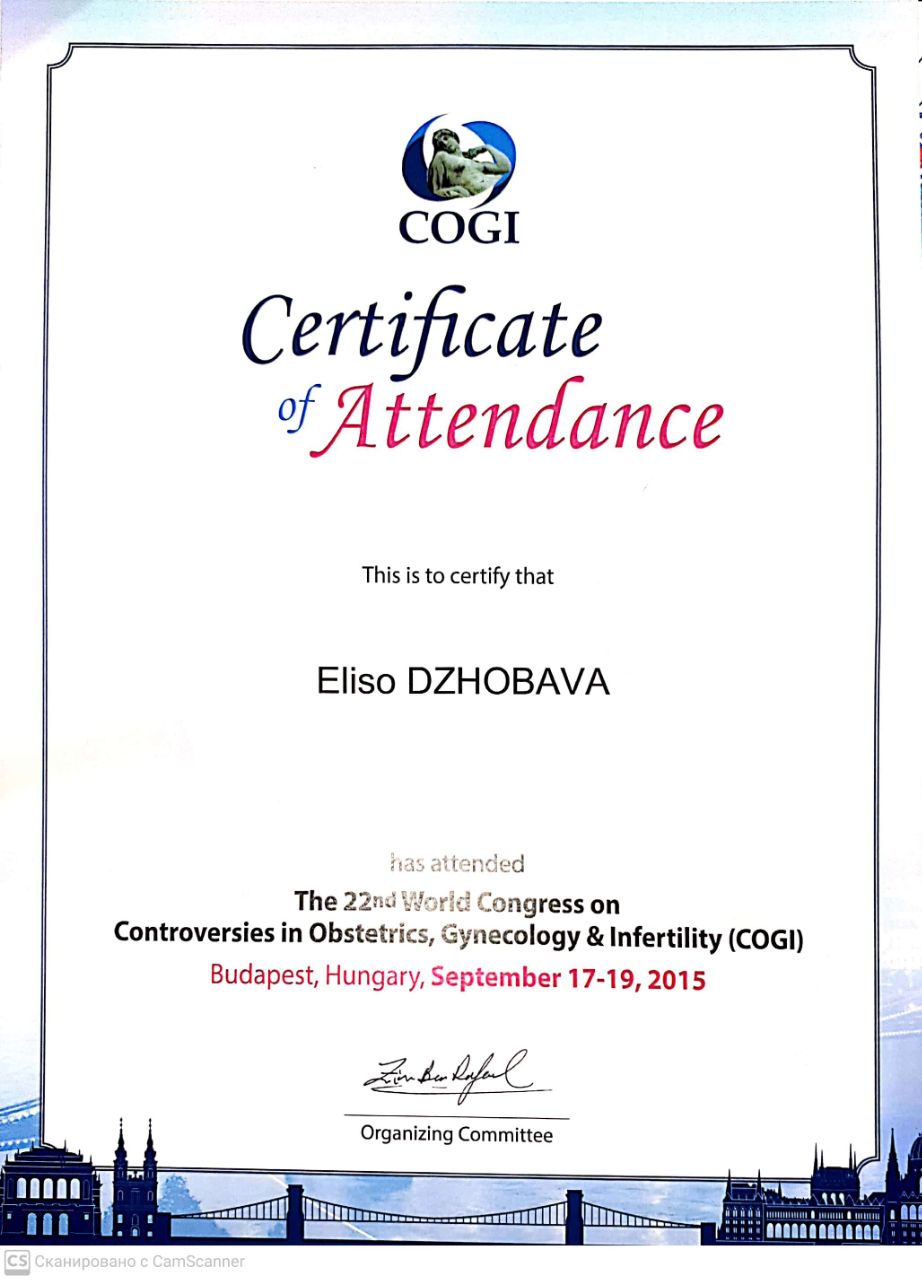 COGI
Certificate
of Attendance
This is to certify that
Eliso DZHOBAVA
has attended
The 22nd World Congress on
Controversies in Obstetrics, Gynecology & Infertility (COGI)
Budapest, Hungary, September 17-19, 2015
Organizing Committee
CS Сканировано с CamScanner